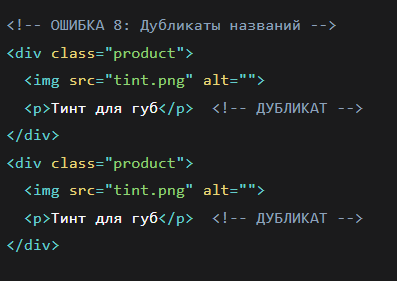 <!-- ОШИБКА 8: Дубликаты названий -->
<div class="product">
  <img src="tint.png" alt="">
  <p>Тинт для губ</p>  <!-- ДУБЛИКАТ -->
</div>
<div class="product">
  <img src="tint.png" alt="">
  <p>Тинт для губ</p>  <!-- ДУБЛИКАТ -->
</div>